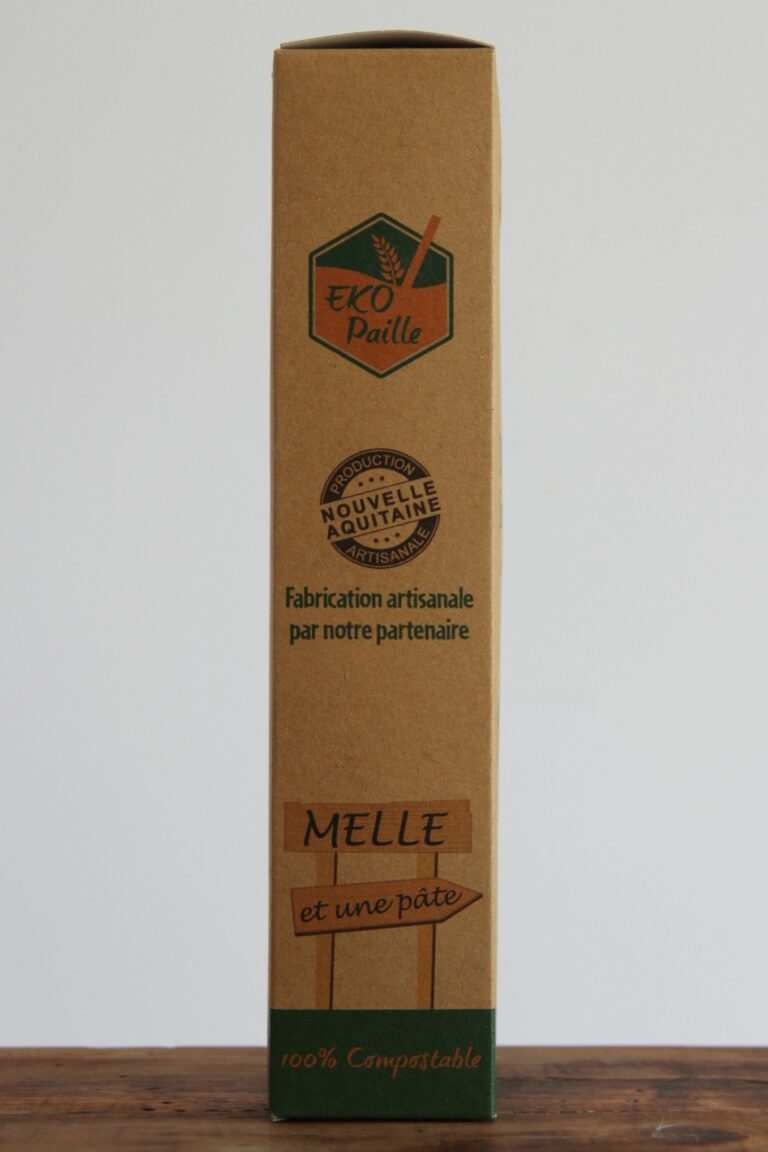 EKO
Paille
PRODUCTION
NOUVELLE
AQUITAINE
ARTISANALE
Fabrication artisanale
par notre partenaire
MELLE
et une pâte
100% Compostable